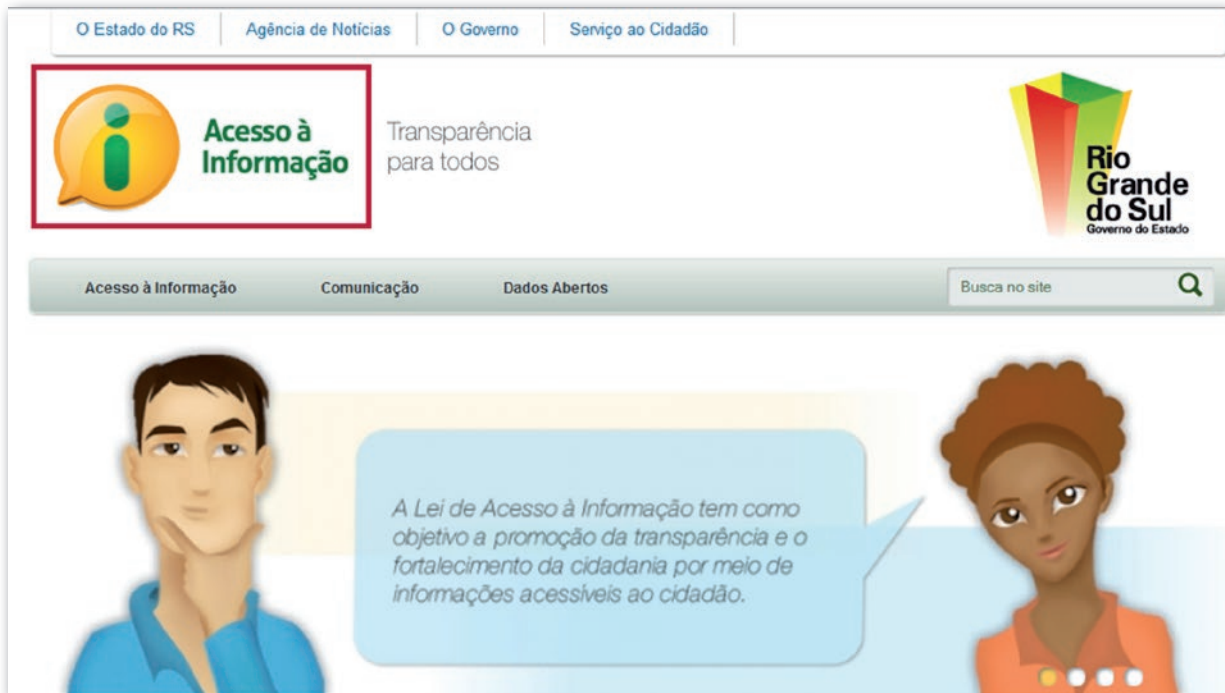 O Estado do RS Agência de Notícias O Governo Serviço ao Cidadão
Acesso à
Informação
Transparência
para todos
Rio
Grande
do Sul
Governo do Estado
Acesso à Informação Comunicação Dados Abertos Busca no site
A Lei de Acesso à Informação tem como
objetivo a promoção da transparência e o
fortalecimento da cidadania por meio de
informações acessíveis ao cidadão.